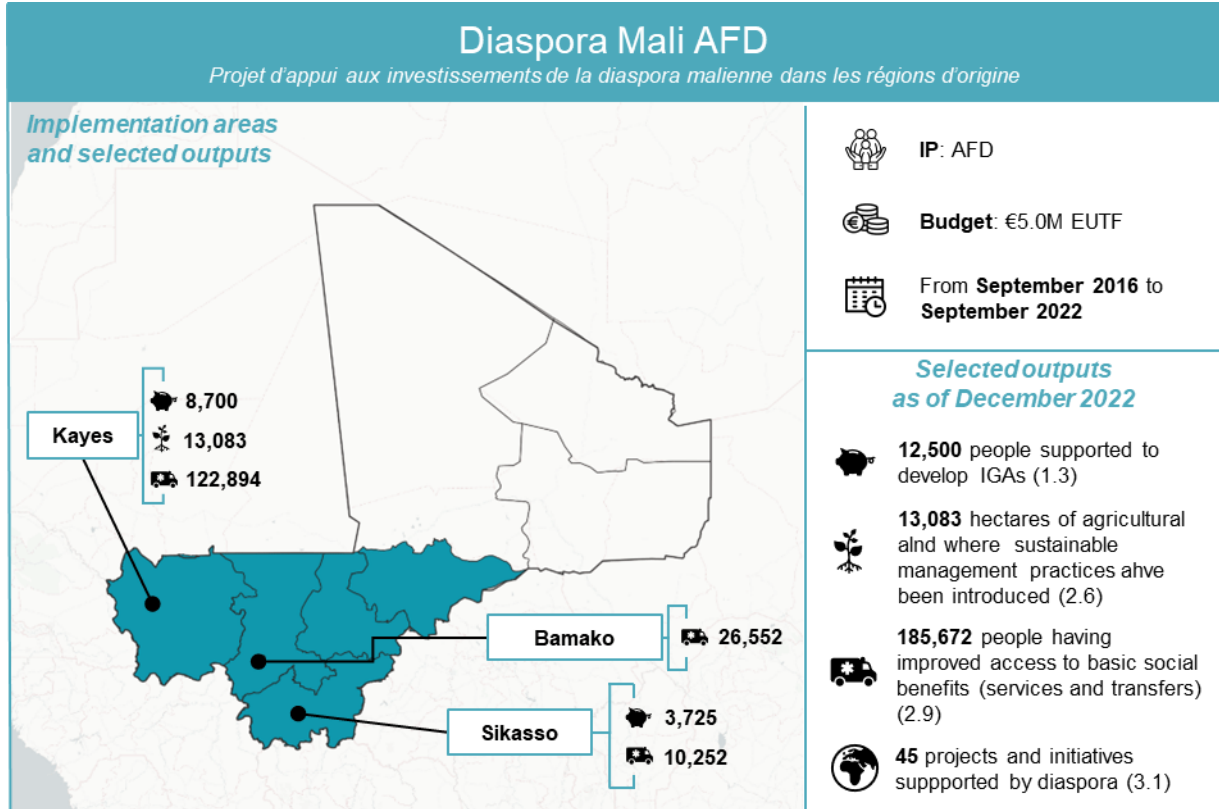 Diaspora Mali AFD
Projet d'appui aux investissements de la diaspora malienne dans les régions d'origine
Implementation areas
and selected outputs
Kayes
8,700
13,083
122,894
Bamako
26,552
Sikasso
3,725
10,252
IP: AFD
Budget: €5.0M EUTF
From September 2016 to
September 2022
Selected outputs
as of December 2022
12,500 people supported to
develop IGAs (1.3)
13,083 hectares of agricultural
alnd where sustainable
management practices ahve
been introduced (2.6)
185,672 people having
improved access to basic social
benefits (services and transfers)
(2.9)
45 projects and initiatives
suppported by diaspora (3.1)